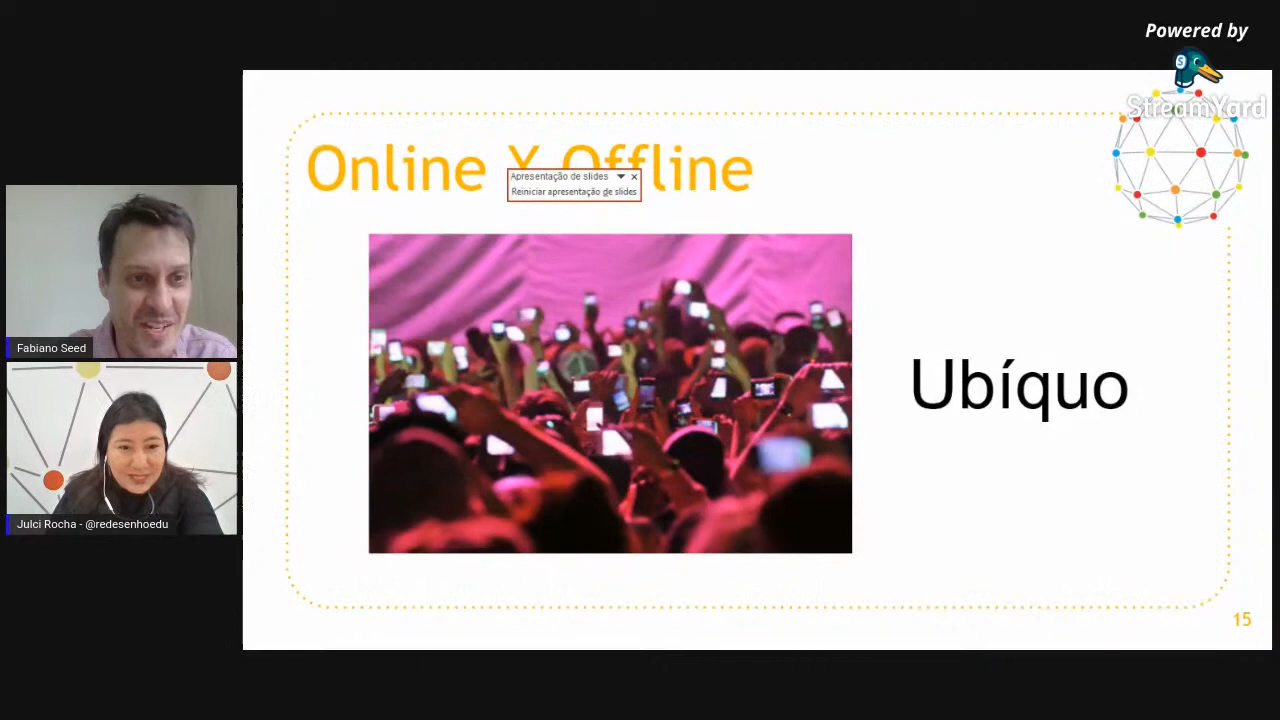 Powered by
StreamYard
Online X Offline
Apresentação de slides
Reiniciar apresentação de slides
Ubíquo
Fabiano Seed
Julci Rocha - @redesenhoedu
15